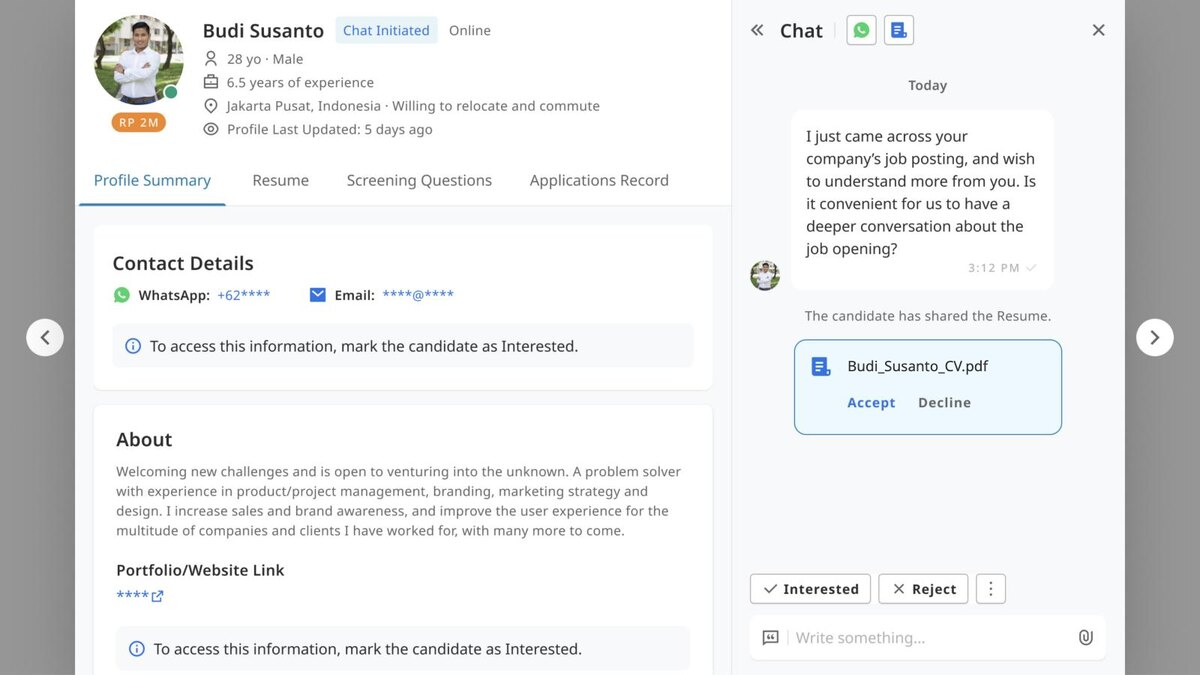 Budi Susanto Chat Initiated Online
28 yo · Male
6.5 years of experience
Jakarta Pusat, Indonesia · Willing to relocate and commute
Profile Last Updated: 5 days ago
RP 2M
Profile Summary Resume Screening Questions Applications Record
Contact Details
WhatsApp: +62**** Email: ****@****
To access this information, mark the candidate as Interested.
About
Welcoming new challenges and is open to venturing into the unknown. A problem solver
with experience in product/project management, branding, marketing strategy and
design. I increase sales and brand awareness, and improve the user experience for the
multitude of companies and clients I have worked for, with many more to come.
Portfolio/Website Link
****
To access this information, mark the candidate as Interested.
Chat
Today
I just came across your
company’s job posting, and wish
to understand more from you. Is
it convenient for us to have a
deeper conversation about the
job opening?
3:12 PM
The candidate has shared the Resume.
Budi_Susanto_CV.pdf
Accept Decline
Interested Reject
Write something...